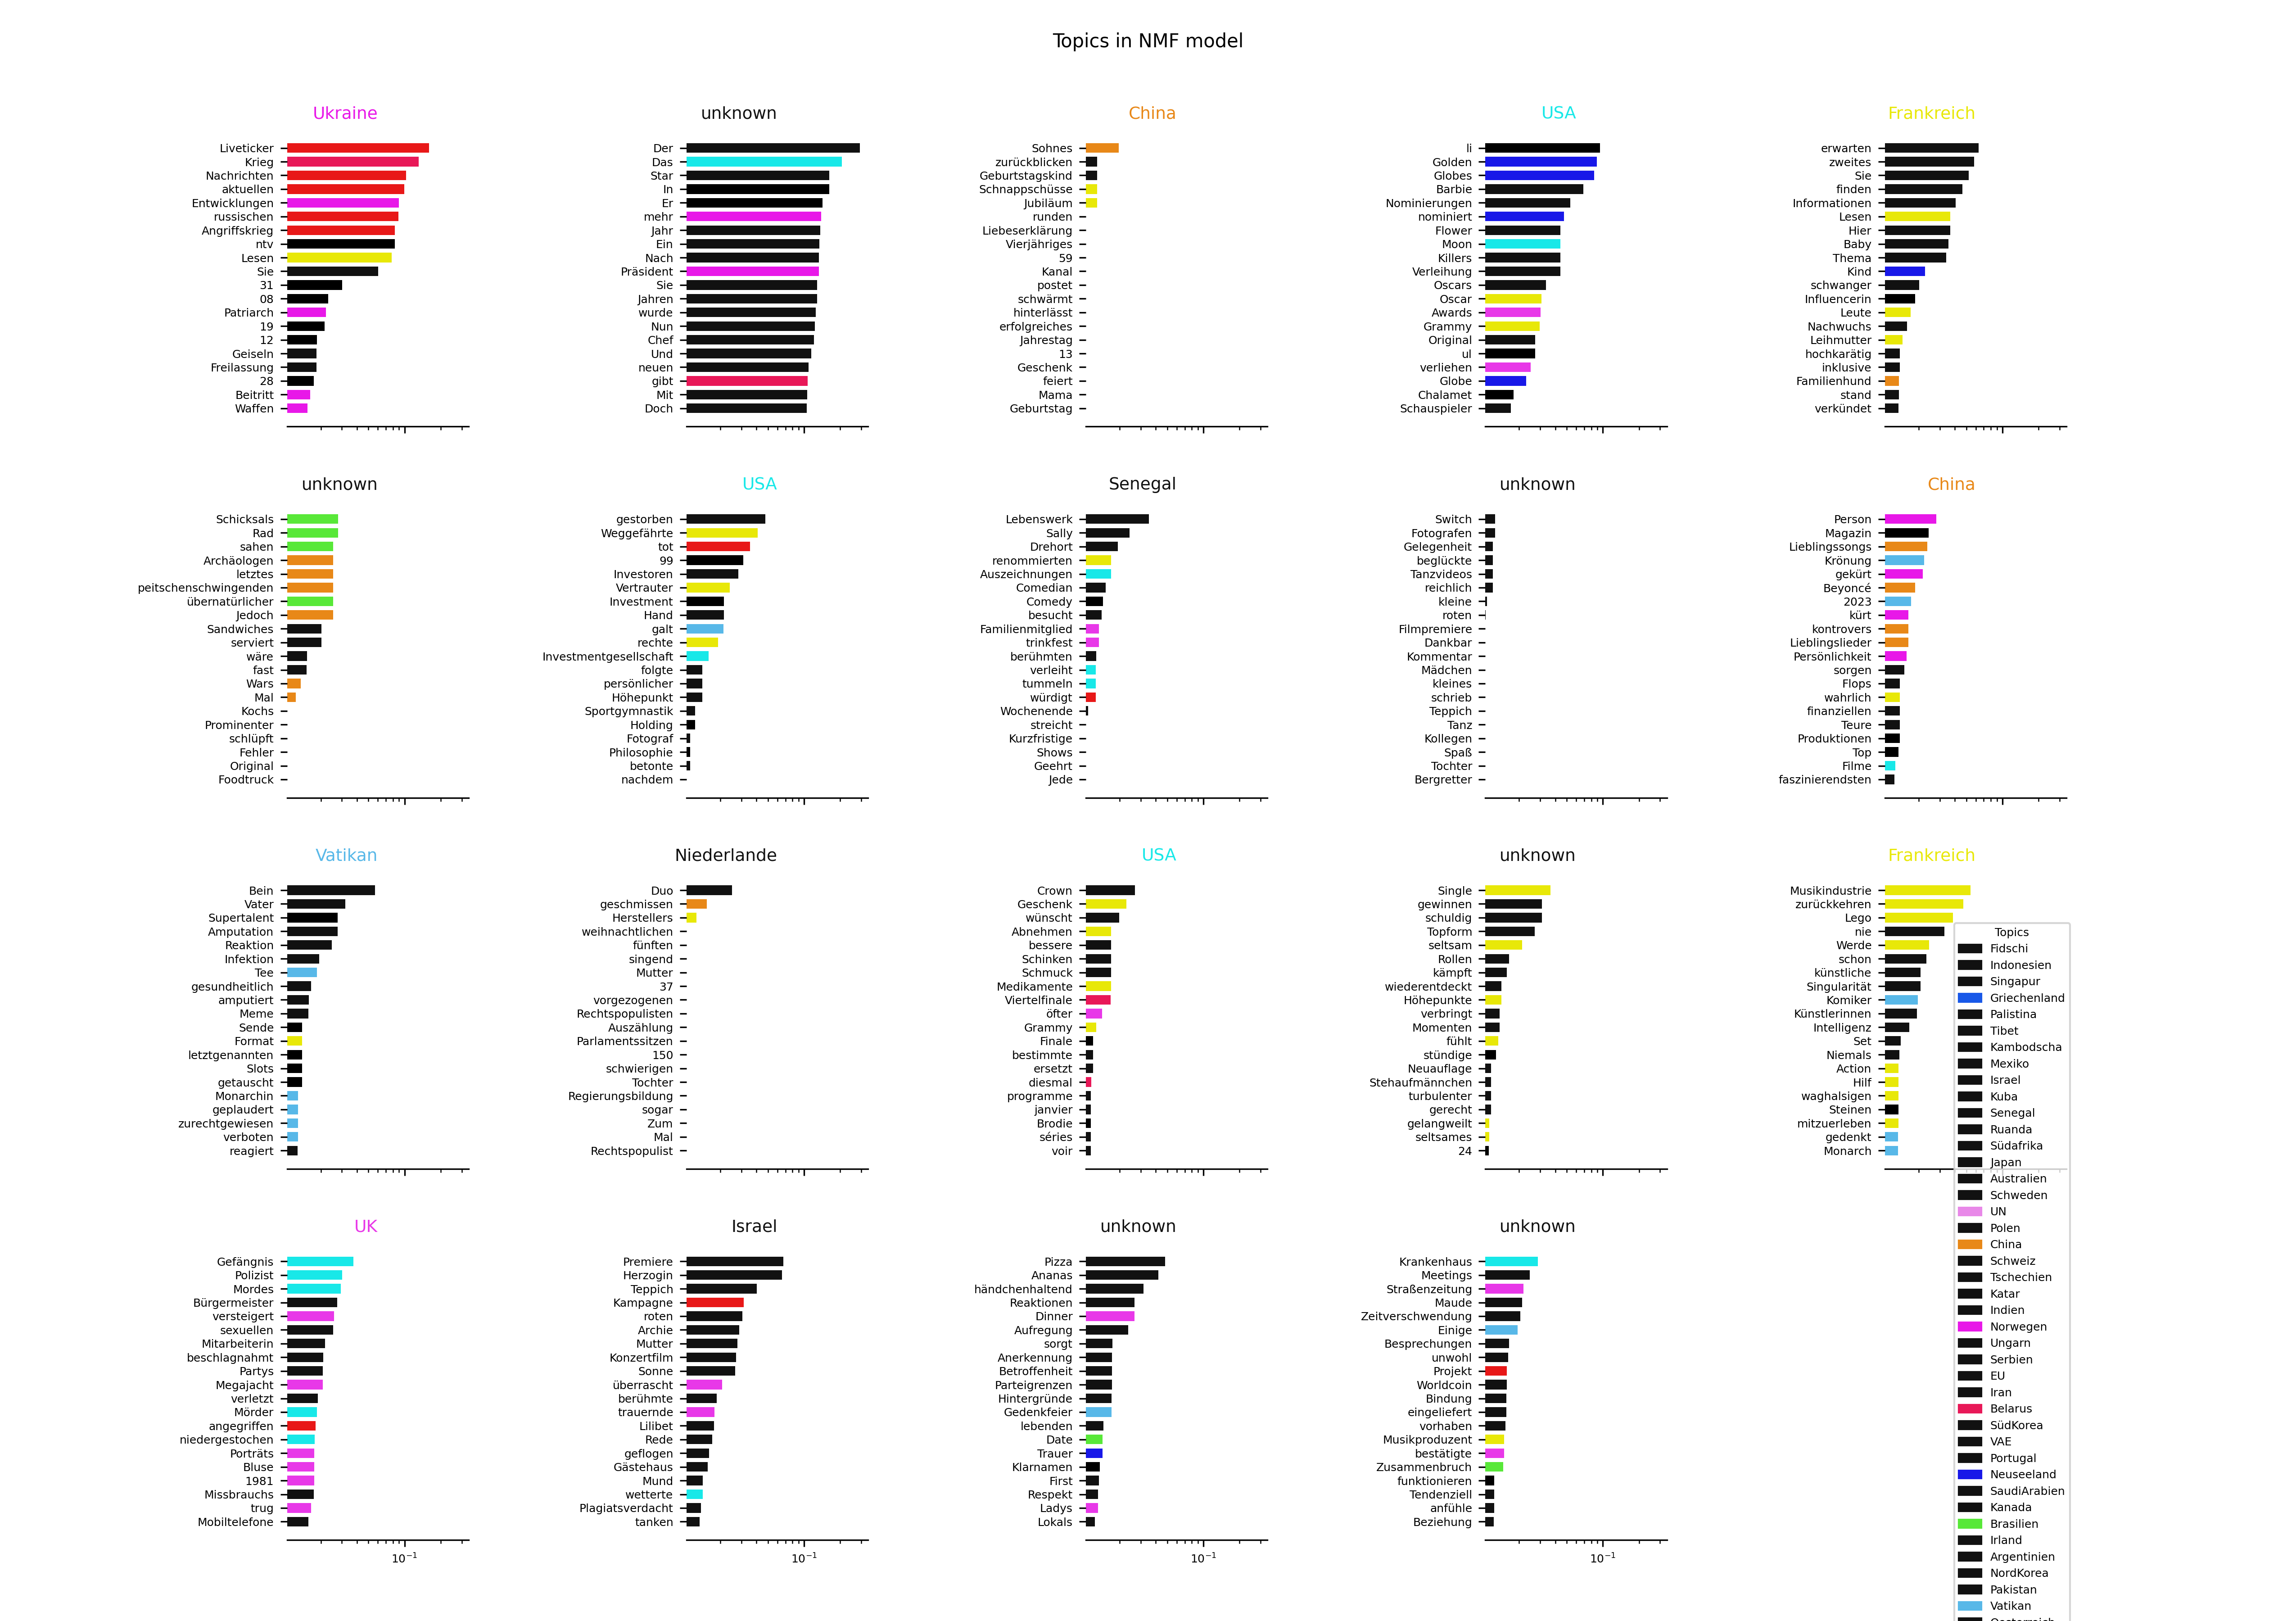 Topics in NMF model
Ukraine
Liveticker
Krieg
Nachrichten
aktuellen
Entwicklungen
russischen
Angriffskrieg
ntv
Lesen
Sie
31
08
Patriarch
19
12
Geiseln
Freilassung
28
Beitritt
Waffen
unknown
Der
Das
Star
In
Er
mehr
Jahr
Ein
Nach
Präsident
Sie
Jahren
wurde
Nun
Chef
Und
neuen
gibt
Mit
Doch
China
Sohnes
zurückblicken
Geburtstagskind
Schnappschüsse
Jubiläum
runden
Liebeserklärung
Vierjähriges
59
Kanal
postet
schwärmt
hinterlässt
erfolgreiches
Jahrestag
13
Geschenk
feiert
Mama
Geburtstag
USA
li
Golden
Globes
Barbie
Nominierungen
nominiert
Flower
Moon
Killers
Verleihung
Oscars
Oscar
Awards
Grammy
Original
ul
verliehen
Globe
Chalamet
Schauspieler
Frankreich
erwarten
zweites
Sie
finden
Informationen
Lesen
Hier
Baby
Thema
Kind
schwanger
Influencerin
Leute
Nachwuchs
Leihmutter
hochkarätig
inklusive
Familienhund
stand
verkündet
unknown
Schicksals
Rad
sahen
Archäologen
letztes
peitschenschwingenden
übernatürlicher
Jedoch
Sandwiches
serviert
wäre
fast
Wars
Mal
Kochs
Prominenter
schlüpft
Fehler
Original
Foodtruck
USA
gestorben
Weggefährte
tot
99
Investoren
Vertrauter
Investment
Hand
galt
rechte
Investmentgesellschaft
folgte
persönlicher
Höhepunkt
Sportgymnastik
Holding
Fotograf
Philosophie
betonte
nachdem
Senegal
Lebenswerk
Sally
Drehort
renommierten
Auszeichnungen
Comedian
Comedy
besucht
Familienmitglied
trinkfest
berühmten
verleiht
tummeln
würdigt
Wochenende
streicht
Kurzfristige
Shows
Geehrt
Jede
unknown
Switch
Fotografen
Gelegenheit
beglückte
Tanzvideos
reichlich
kleine
roten
Filmpremiere
Dankbar
Kommentar
Mädchen
kleines
schrieb
Teppich
Tanz
Kollegen
Spaß
Tochter
Bergretter
China
Person
Magazin
Lieblingssongs
Krönung
gekürt
Beyoncé
2023
kürt
kontrovers
Lieblingslieder
Persönlichkeit
sorgen
Flops
wahrlich
finanziellen
Teure
Produktionen
Top
Filme
faszinierendsten
Vatikan
Bein
Vater
Supertalent
Amputation
Reaktion
Infektion
Tee
gesundheitlich
amputiert
Meme
Sende
Format
letztgenannten
Slots
getauscht
Monarchin
geplaudert
zurechtgewiesen
verboten
reagiert
Niederlande
Duo
geschmissen
Herstellers
weihnachtlichen
fünften
singend
Mutter
37
vorgezogenen
Rechtspopulisten
Auszählung
Parlamentssitzen
150
schwierigen
Tochter
Regierungsbildung
sogar
Zum
Mal
Rechtspopulist
USA
Crown
Geschenk
wünscht
Abnehmen
bessere
Schinken
Schmuck
Medikamente
Viertelfinale
öfter
Grammy
Finale
bestimmte
ersetzt
diesmal
programme
janvier
Brodie
séries
voir
unknown
Single
gewinnen
schuldig
Topform
seltsam
Rollen
kämpft
wiederentdeckt
Höhepunkte
verbringt
Momenten
fühlt
stündige
Neuauflage
Stehaufmännchen
turbulenter
gerecht
gelangweilt
seltsames
24
Frankreich
Musikindustrie
zurückkehren
Lego
nie
Werde
schon
künstliche
Singularität
Komiker
Künstlerinnen
Intelligenz
Set
Niemals
Action
Hilf
waghalsigen
Steinen
mitzuerleben
gedenkt
Monarch
UK
Gefängnis
Polizist
Mordes
Bürgermeister
versteigert
sexuellen
Mitarbeiterin
beschlagnahmt
Partys
Megajacht
verletzt
Mörder
angegriffen
niedergestochen
Porträts
Bluse
1981
Missbrauchs
trug
Mobiltelefone
10⁻¹
Israel
Premiere
Herzogin
Teppich
Kampagne
roten
Archie
Mutter
Konzertfilm
Sonne
überrascht
berühmte
trauernde
Lilibet
Rede
geflogen
Gästehaus
Mund
wetterte
Plagiatsverdacht
tanken
10⁻¹
unknown
Pizza
Ananas
händchenhaltend
Reaktionen
Dinner
Aufregung
sorgt
Anerkennung
Betroffenheit
Parteigrenzen
Hintergründe
Gedenkfeier
lebenden
Date
Trauer
Klarnamen
First
Respekt
Ladys
Lokals
10⁻¹
unknown
Krankenhaus
Meetings
Straßenzeitung
Maude
Zeitverschwendung
Einige
Besprechungen
unwohl
Projekt
Worldcoin
Bindung
eingeliefert
vorhaben
Musikproduzent
bestätigte
Zusammenbruch
funktionieren
Tendenziell
anfühle
Beziehung
10⁻¹
Topics
Fidschi
Indonesien
Singapur
Griechenland
Palistina
Tibet
Kambodscha
Mexiko
Israel
Kuba
Senegal
Ruanda
Südafrika
Japan
Australien
Schweden
UN
Polen
China
Schweiz
Tschechien
Katar
Indien
Norwegen
Ungarn
Serbien
EU
Iran
Belarus
SüdKorea
VAE
Portugal
Neuseeland
SaudiArabien
Kanada
Brasilien
Irland
Argentinien
NordKorea
Pakistan
Vatikan